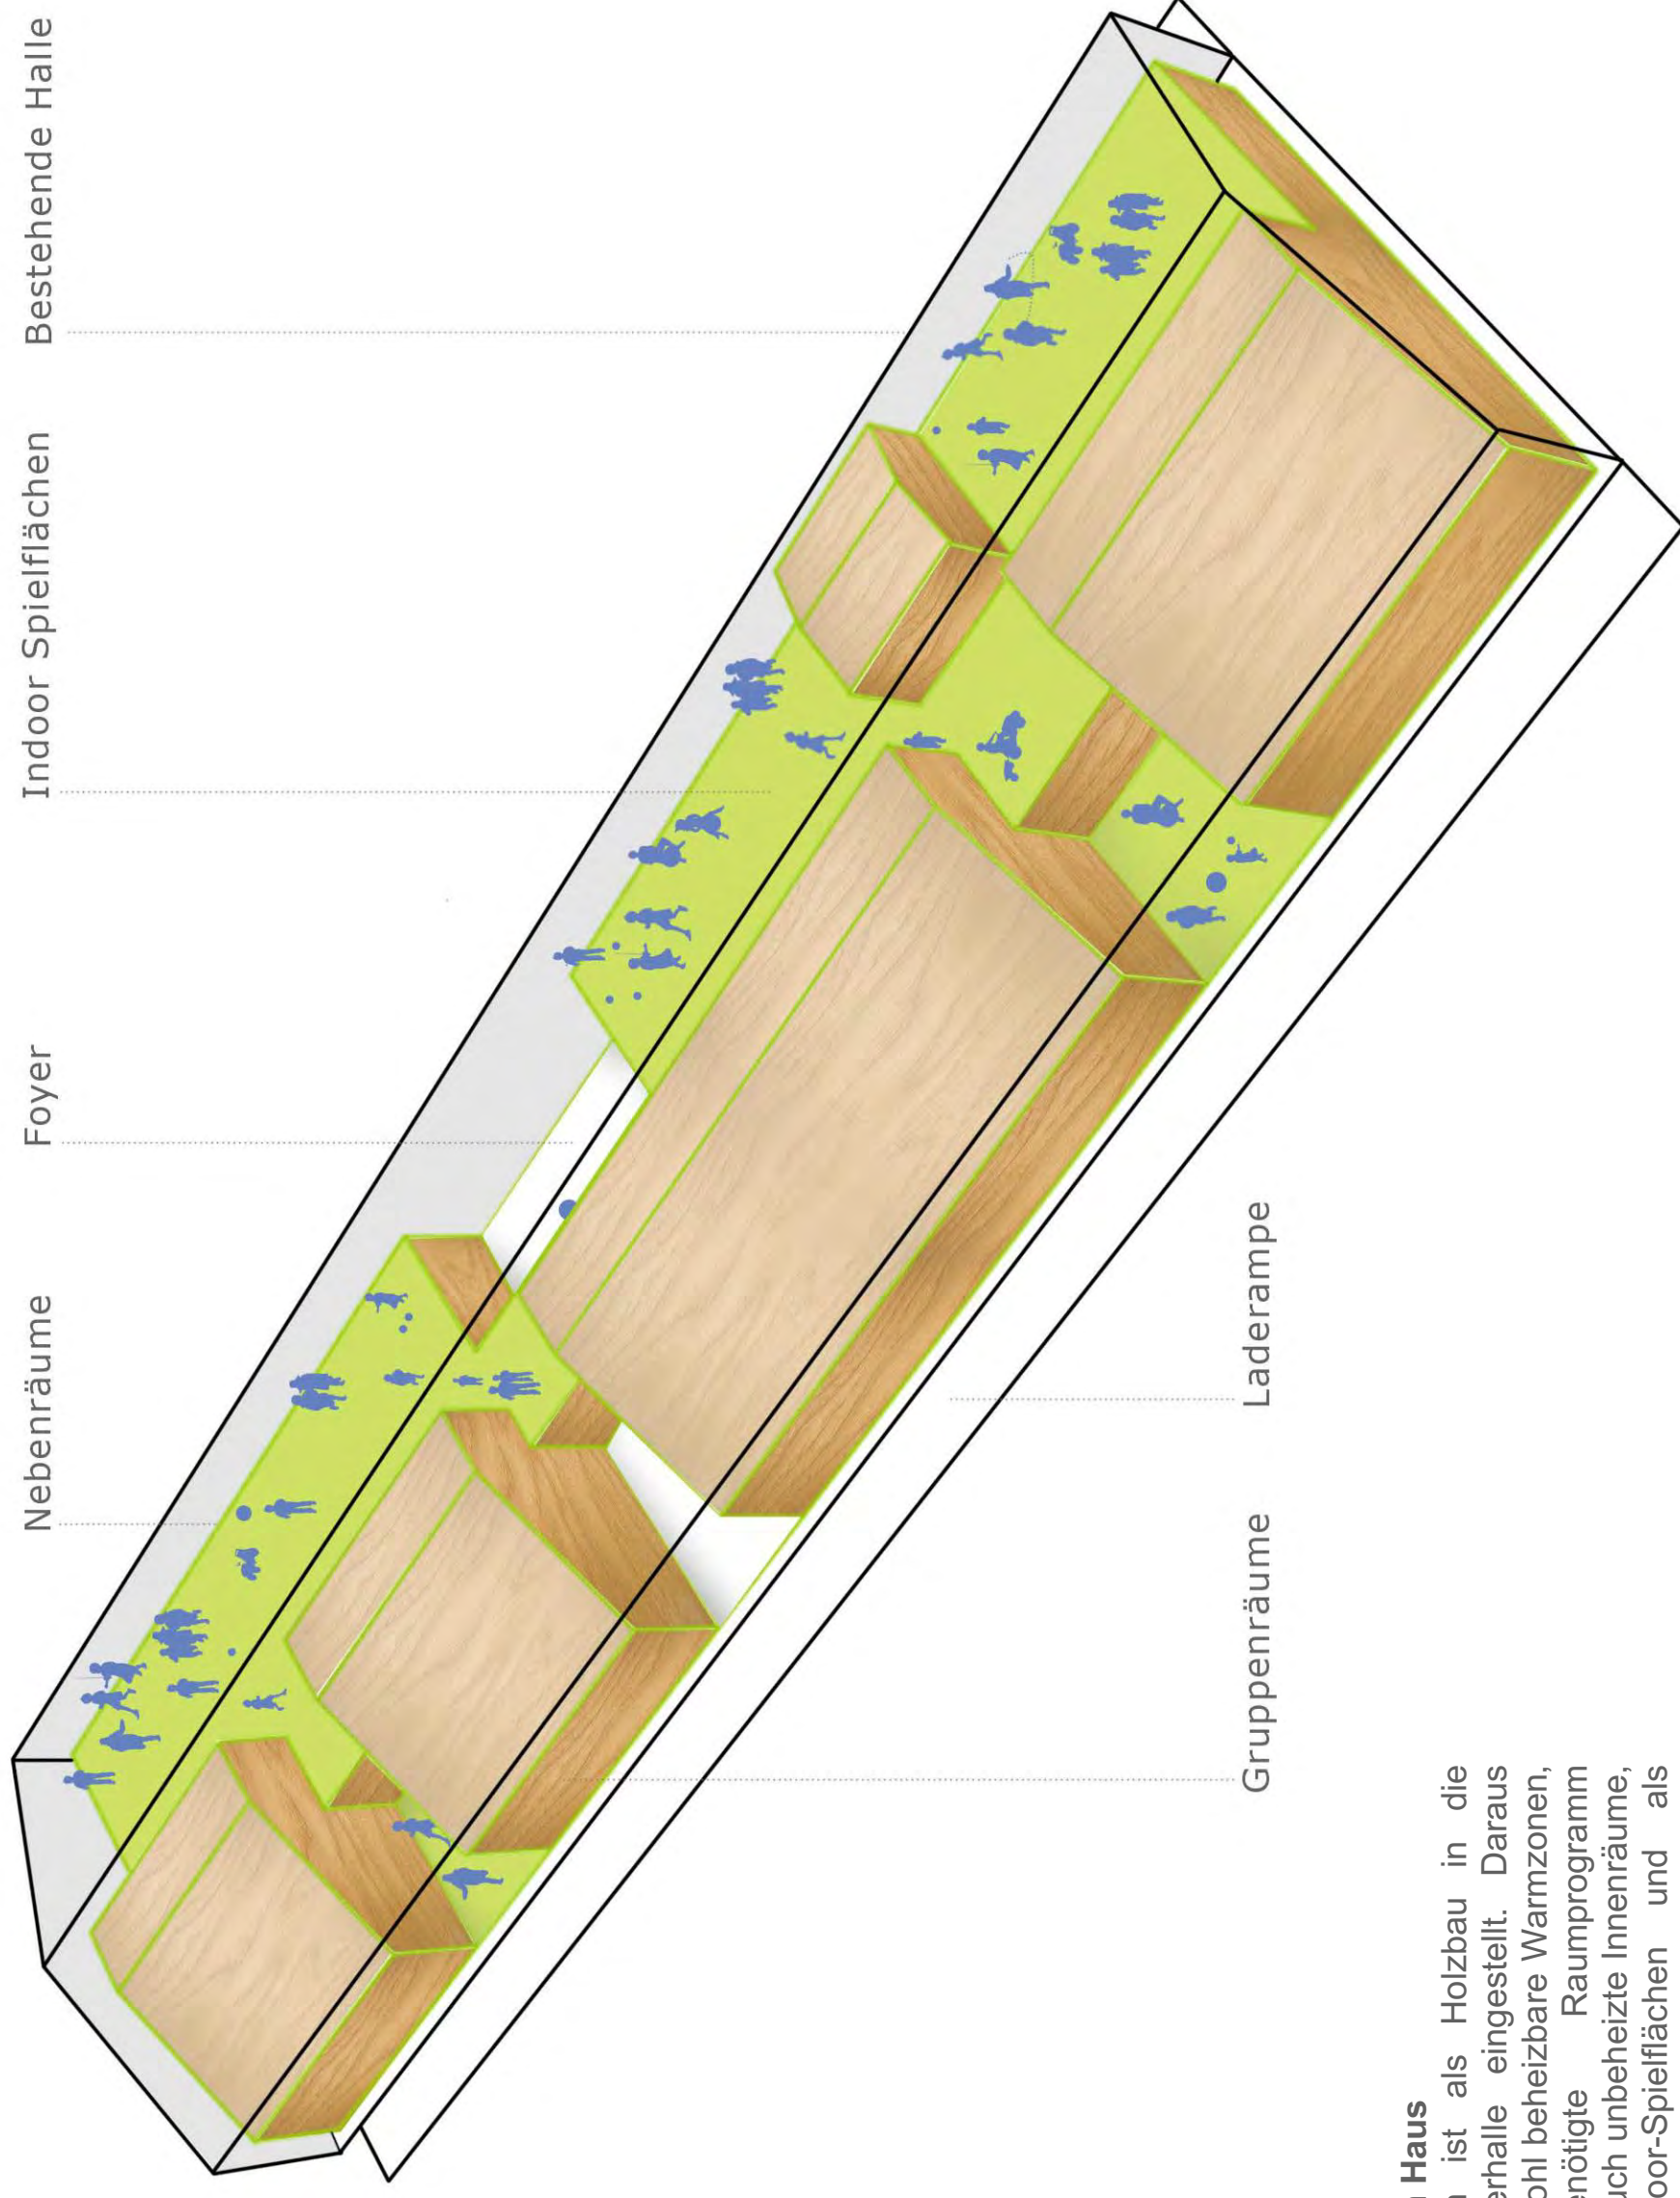 Nebenräume
Foyer
Indoor Spielflächen
Bestehende Halle
Gruppenräume
Laderampe
Haus
ist als Holzbau in die
erhalle eingestellt. Daraus
ohl beheizbare Warmzonen,
enötigte Raumprogramm
uch unbeheizte Innenräume,
oor-Spielflächen und als